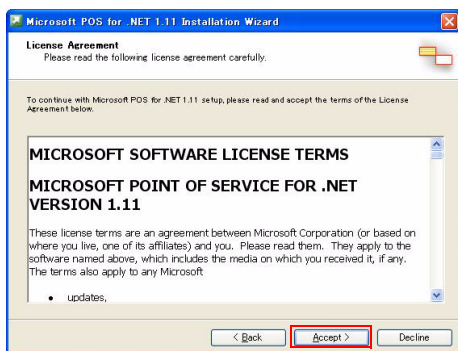 Microsoft POS for .NET 1.11 Installation Wizard
License Agreement
Please read the following license agreement carefully.
To continue with Microsoft POS for .NET 1.11 setup, please read and accept the terms of the License
Agreement below.
MICROSOFT SOFTWARE LICENSE TERMS
MICROSOFT POINT OF SERVICE FOR .NET
VERSION 1.11
These license terms are an agreement between Microsoft Corporation (or based on
where you live, one of its affiliates) and you.  Please read them.  They apply to the
software named above, which includes the media on which you received it, if any.
The terms also apply to any Microsoft
• updates,
< Back
Accept >
Decline